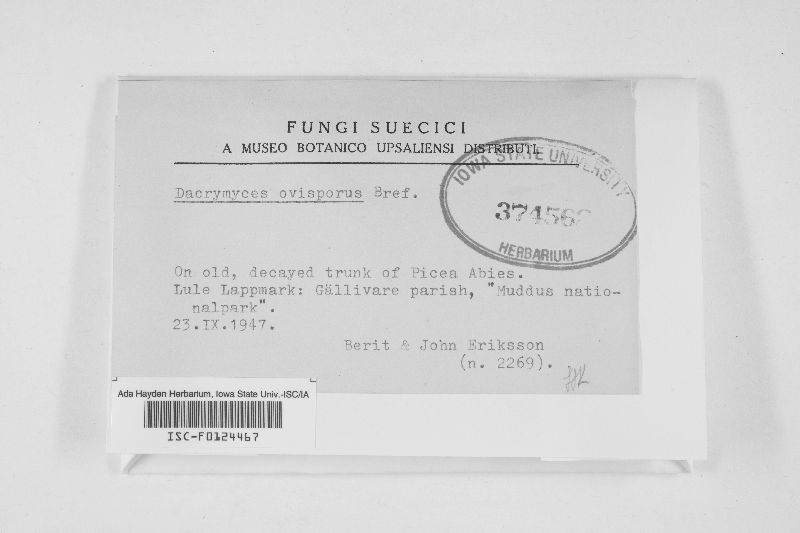 FUNGI SUECICI
A MUSEO BOTANICO UPSALIENSI DISTRIBUTI.
IOWA STATE UNIVERSITY
HERBARIUM
Dacrymyces ovisporus Bref.
On old, decayed trunk of Picea Abies.
Lule Lappmark: Gällivare parish, "Muddus natio-
nalpark".
23.IX.1947.
Berit & John Eriksson
(n. 2269).
Ada Hayden Herbarium, Iowa State Univ.-ISC/IA
ISC-F0124467